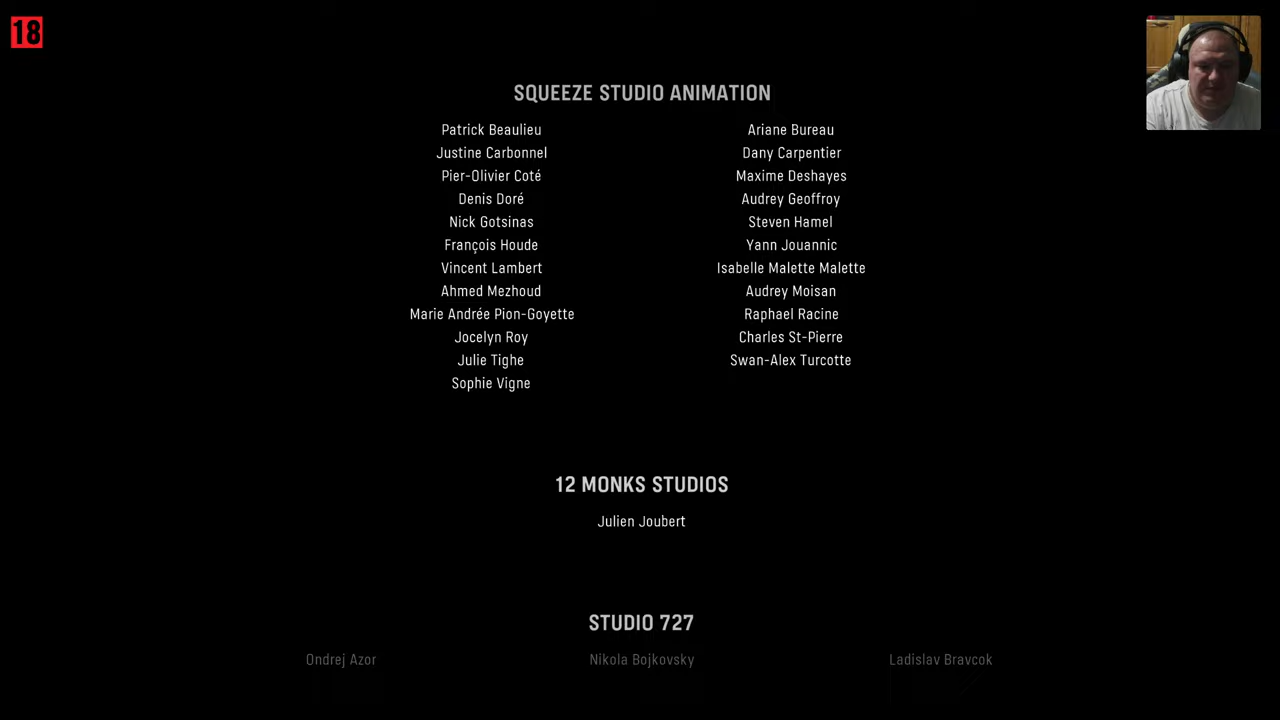 18
SQUEEZE STUDIO ANIMATION
Patrick Beaulieu Ariane Bureau
Justine Carbonnel Dany Carpentier
Pier-Olivier Coté Maxime Deshayes
Denis Doré Audrey Geoffroy
Nick Gotsinas Steven Hamel
François Houde Yann Jouannic
Vincent Lambert Isabelle Malette Malette
Ahmed Mezhoud Audrey Moisan
Marie Andrée Pion-Goyette Raphael Racine
Jocelyn Roy Charles St-Pierre
Julie Tighe Swan-Alex Turcotte
Sophie Vigne
12 MONKS STUDIOS
Julien Joubert
STUDIO 727
Ondrej Azor Nikola Bojkovsky Ladislav Bravcok